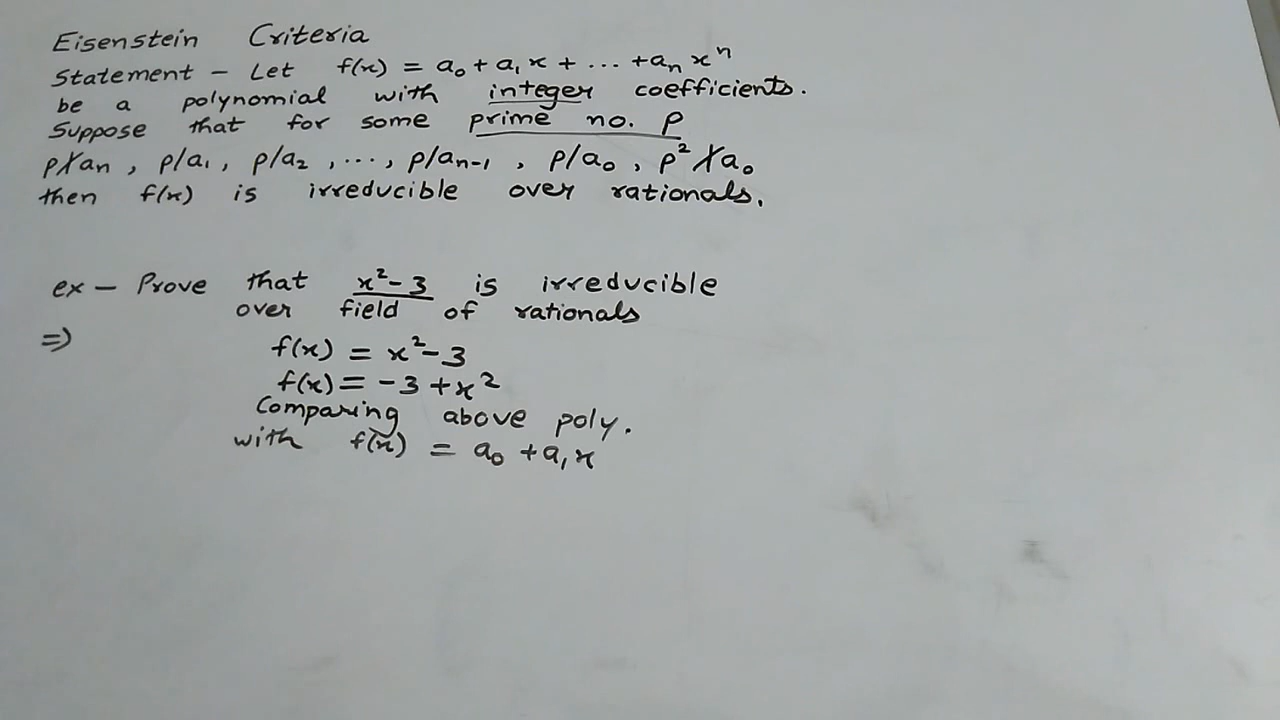 Eisenstein Criteria
Statement - Let f(x) = a₀ + a₁x + ... + aₙxⁿ
be a polynomial with integer coefficients.
Suppose that for some prime no. p
p∤aₙ, p/a₁, p/a₂, ..., p/aₙ₋₁, p/a₀, p²∤a₀
then f(x) is irreducible over rationals.
ex - Prove that x²-3 is irreducible
over field of rationals
⇒
f(x) = x²-3
f(x) = -3+x²
Comparing above poly.
with f(x) = a₀ + a₁x